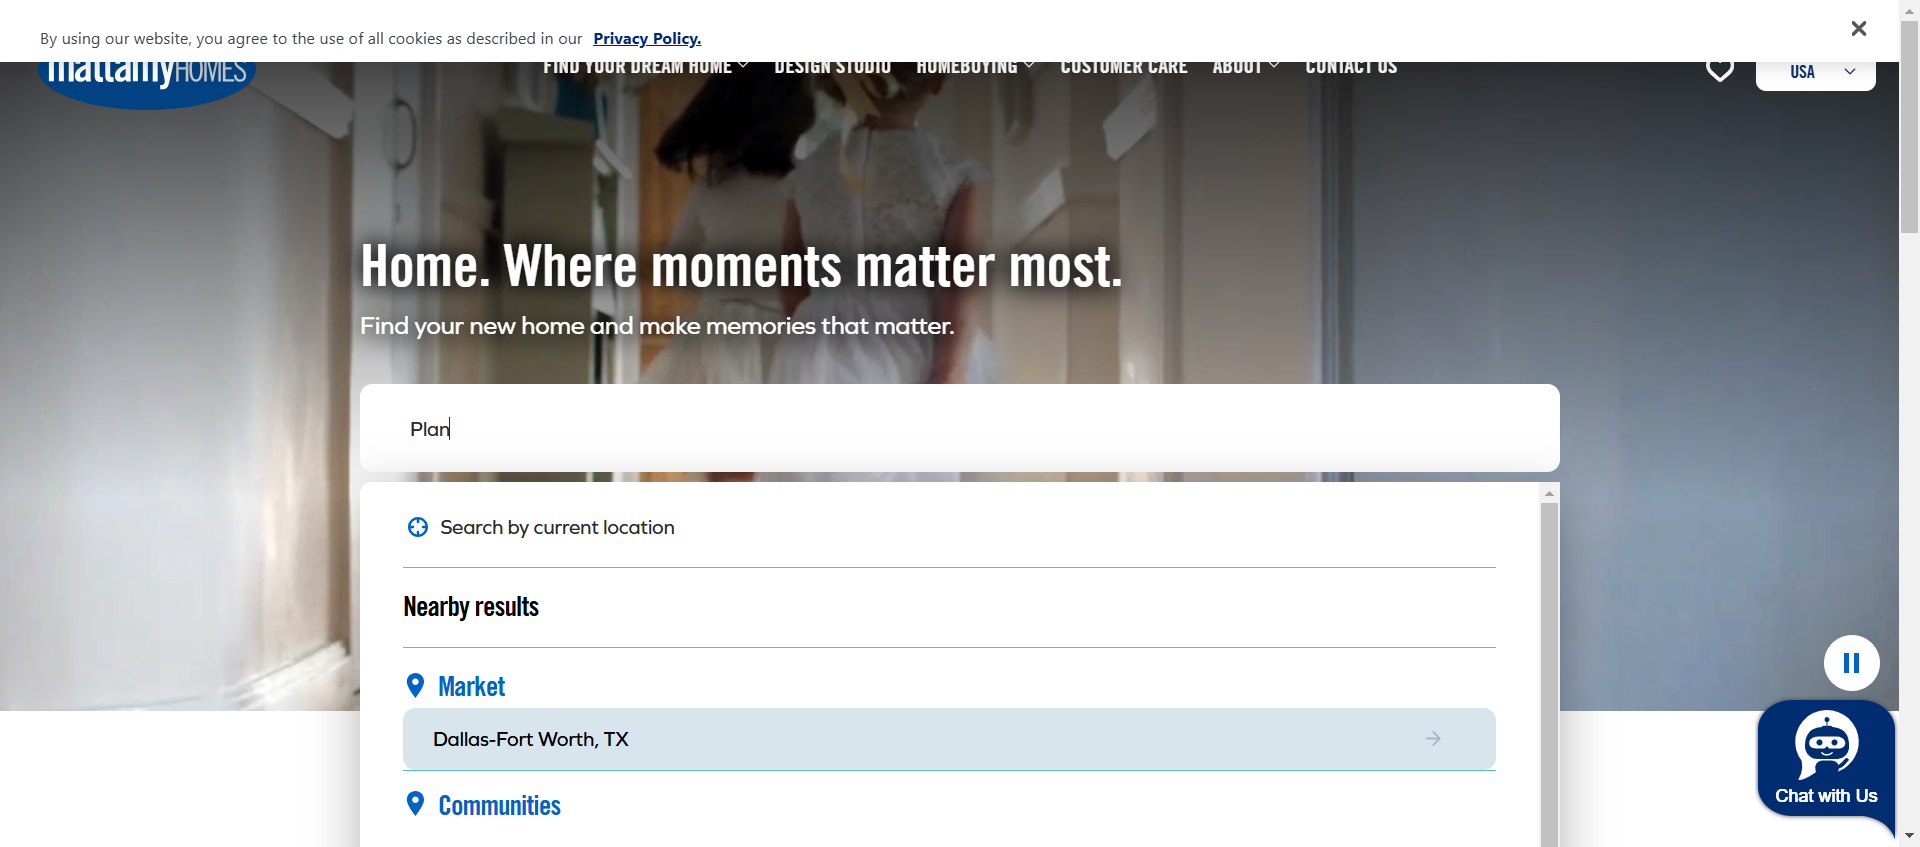 By using our website, you agree to the use of all cookies as described in our Privacy Policy.
mattamyHOMES
FIND YOUR DREAM HOME
DESIGN STUDIO
HOMEBUYING
CUSTOMER CARE
ABOUT
CONTACT US
USA
Home. Where moments matter most.
Find your new home and make memories that matter.
Plan
Search by current location
Nearby results
Market
Dallas-Fort Worth, TX
Communities
Chat with Us